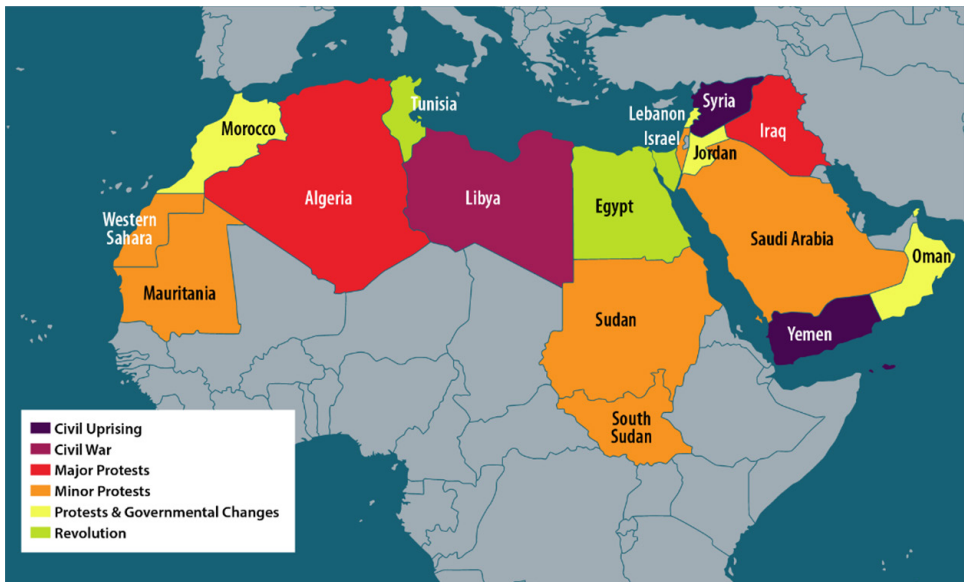 Tunisia
Syria
Lebanon
Morocco
Israel
Iraq
Jordan
Algeria
Libya
Egypt
Western
Sahara
Saudi Arabia
Oman
Mauritania
Sudan
Yemen
South
Sudan
Civil Uprising
Civil War
Major Protests
Minor Protests
Protests & Governmental Changes
Revolution